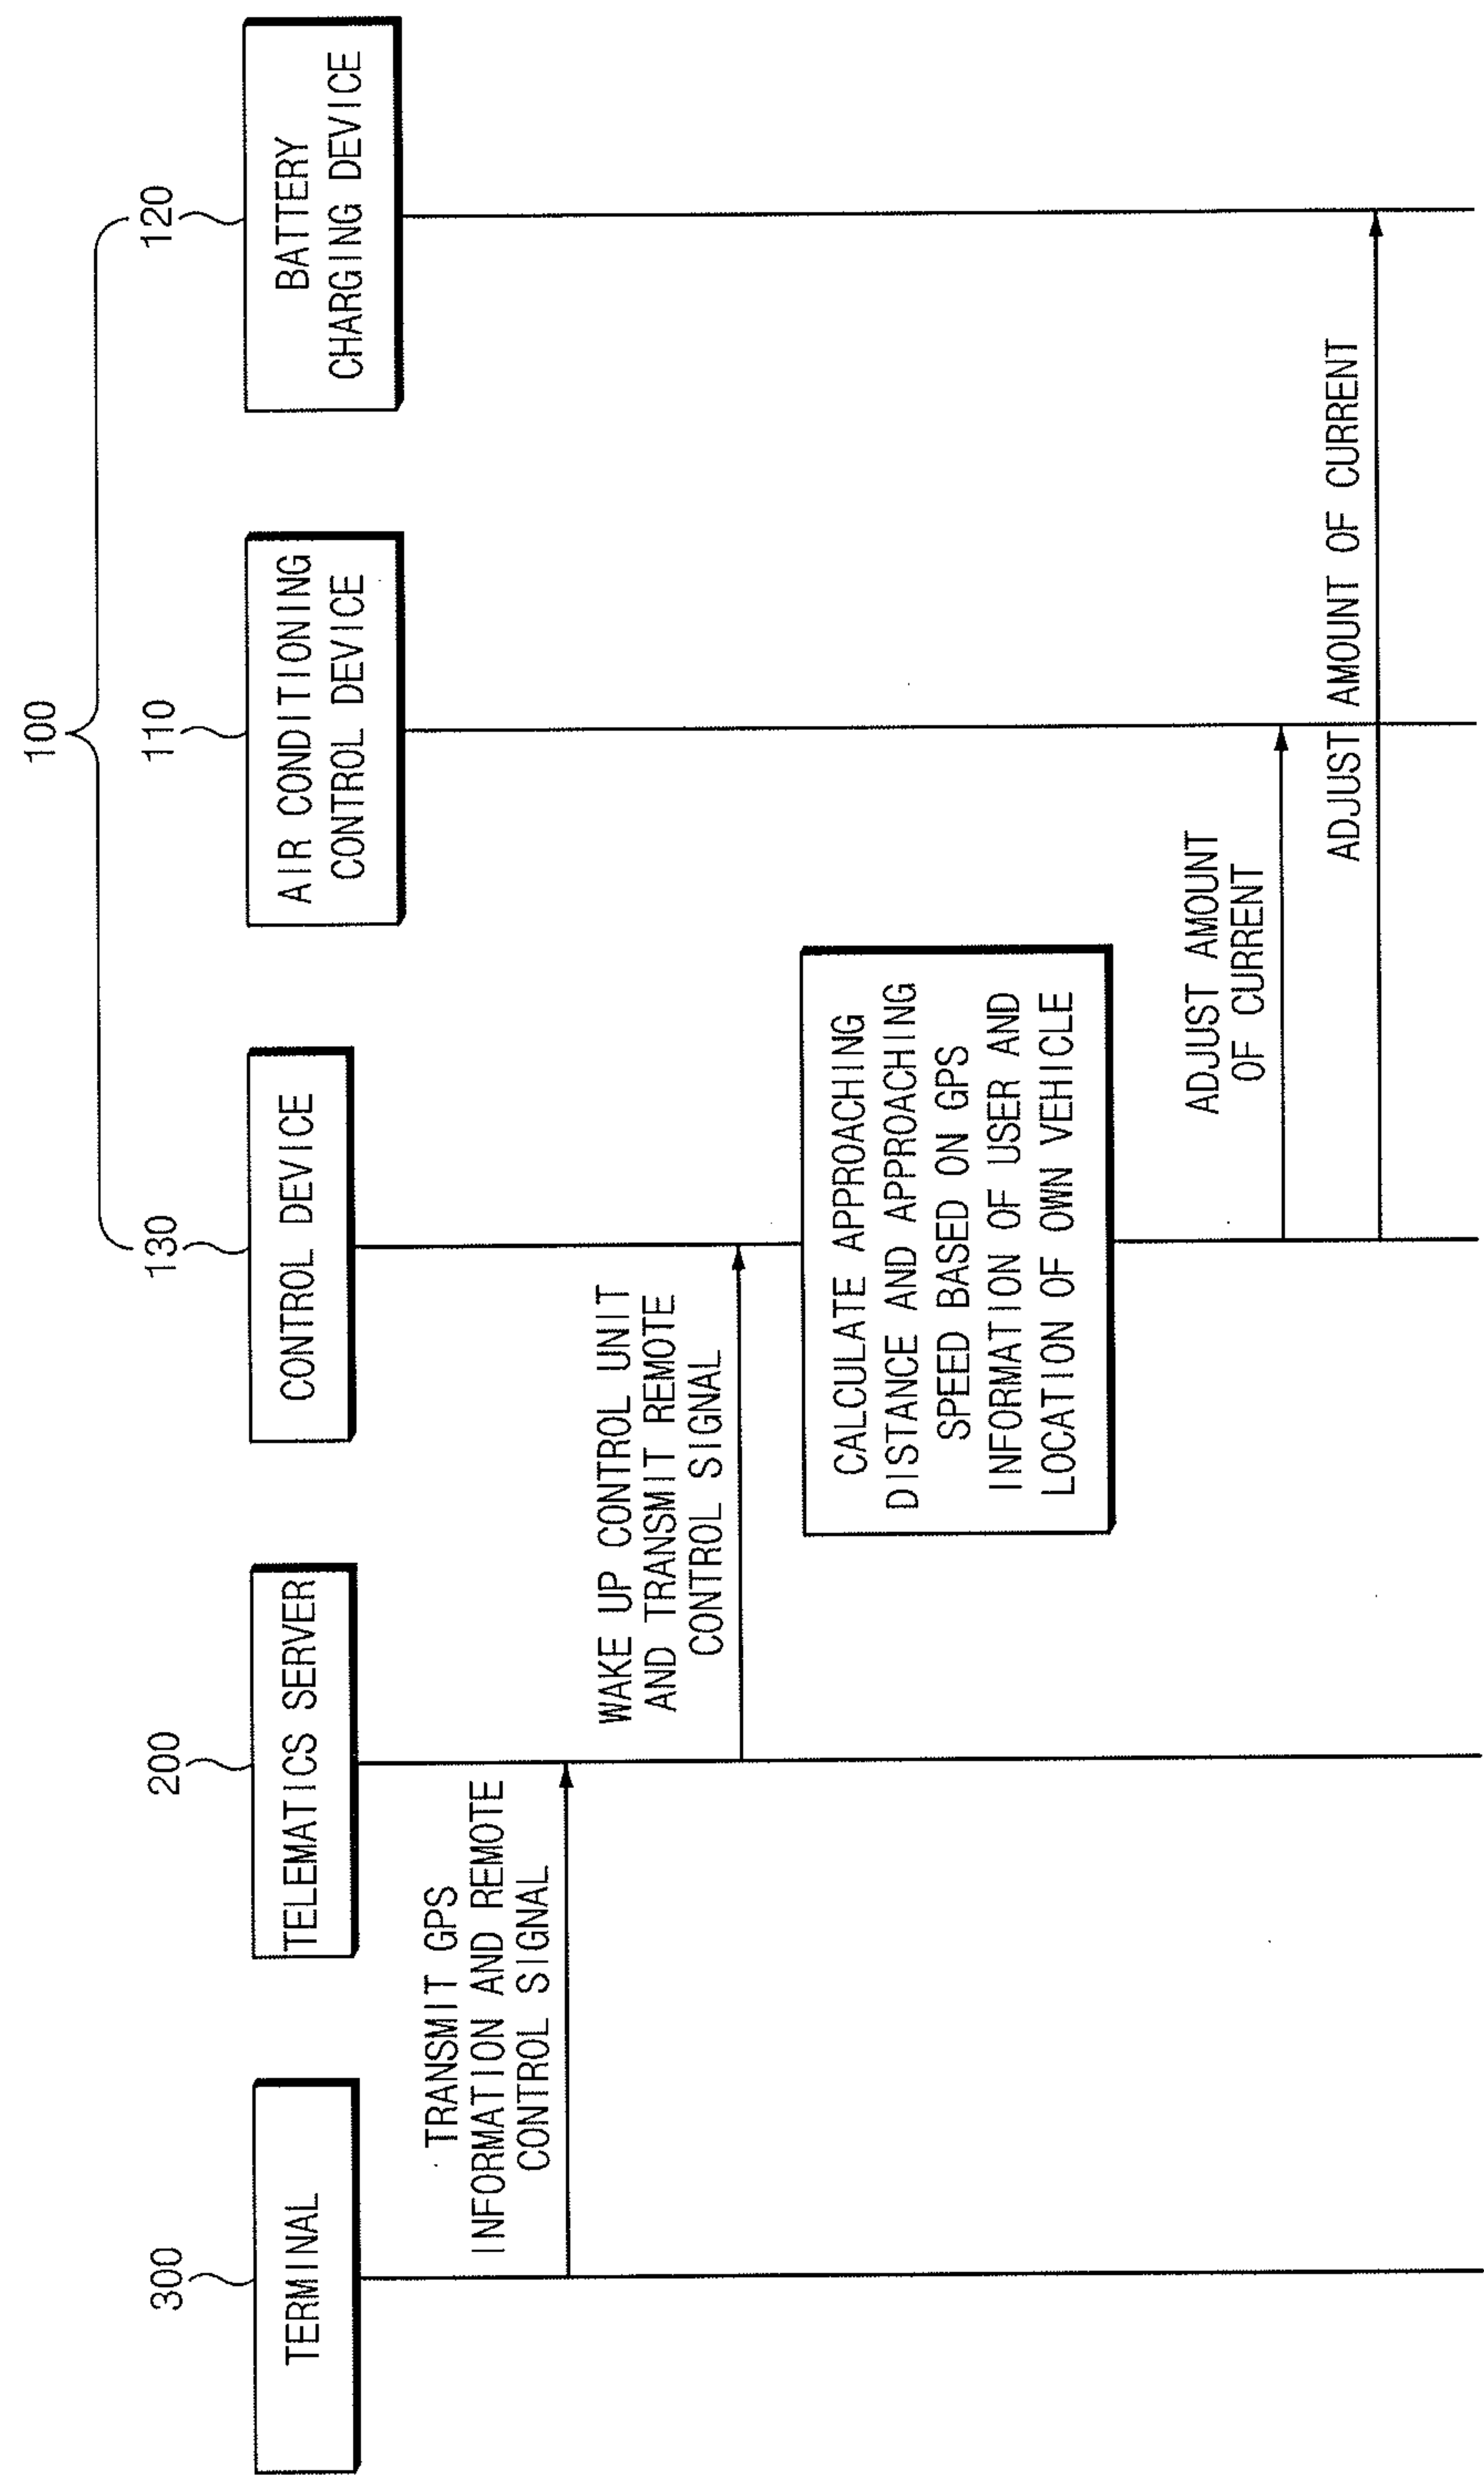 100
300
200
130
110
120
TERMINAL
TELEMATICS SERVER
CONTROL DEVICE
AIR CONDITIONING
CONTROL DEVICE
BATTERY
CHARGING DEVICE
TRANSMIT GPS
INFORMATION AND REMOTE
CONTROL SIGNAL
WAKE UP CONTROL UNIT
AND TRANSMIT REMOTE
CONTROL SIGNAL
CALCULATE APPROACHING
DISTANCE AND APPROACHING
SPEED BASED ON GPS
INFORMATION OF USER AND
LOCATION OF OWN VEHICLE
ADJUST AMOUNT
OF CURRENT
ADJUST AMOUNT OF CURRENT